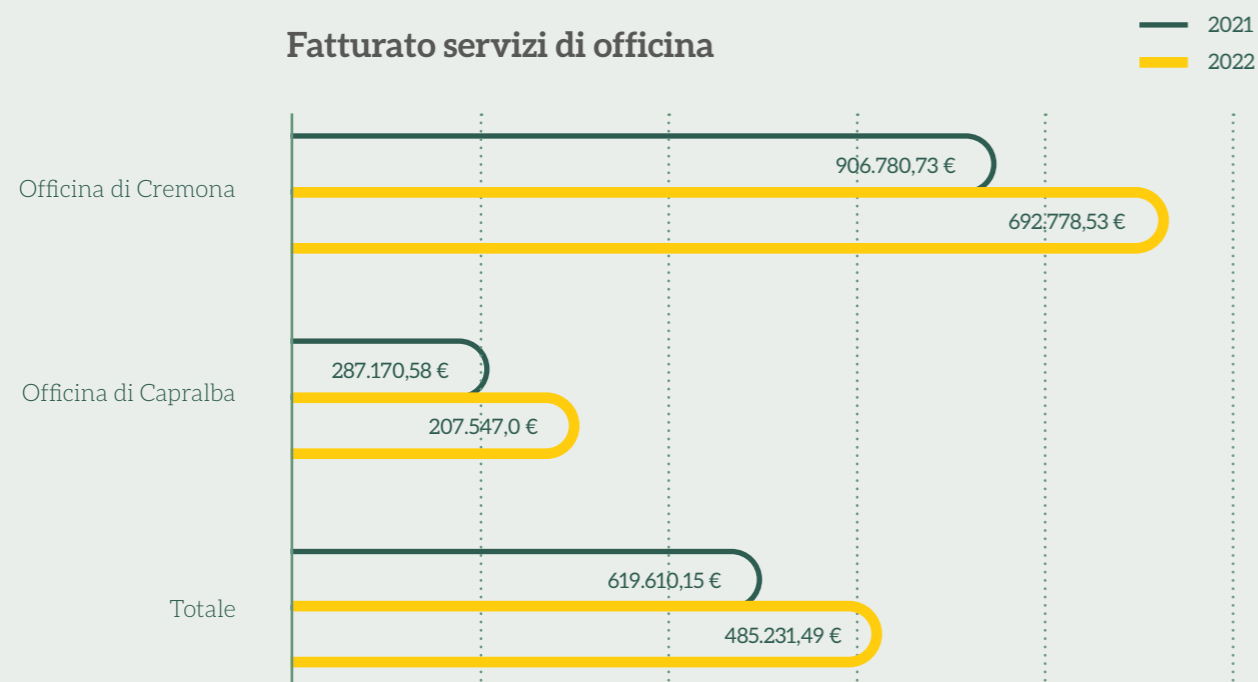 Fatturato servizi di officina
2021
2022
906.780,73 €
Officina di Cremona
692.778,53 €
287.170,58 €
Officina di Capralba
207.547,0 €
619.610,15 €
Totale
485.231,49 €